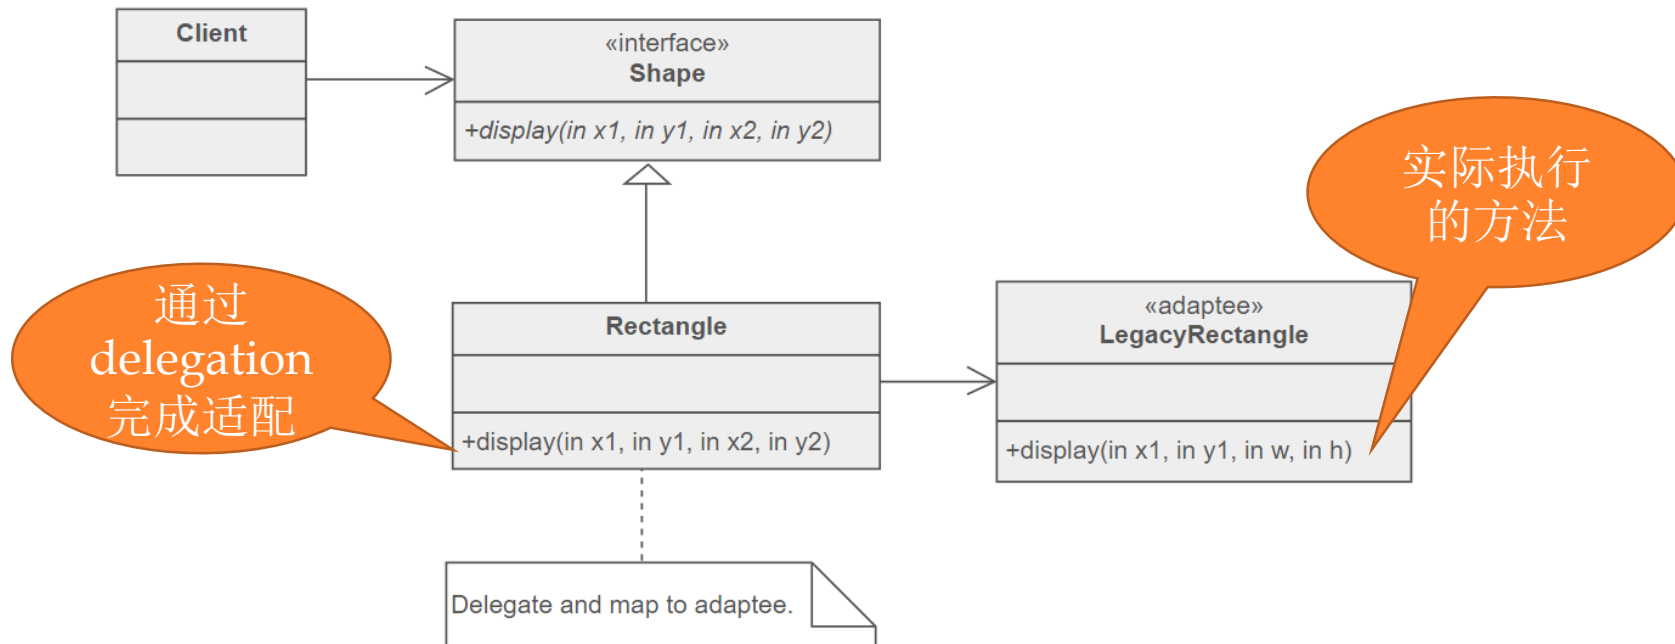 Client
«interface»
Shape
+display(in x1, in y1, in x2, in y2)
实际执行
的方法
通过
delegation
完成适配
Rectangle
+display(in x1, in y1, in x2, in y2)
«adaptee»
LegacyRectangle
+display(in x1, in y1, in w, in h)
Delegate and map to adaptee.